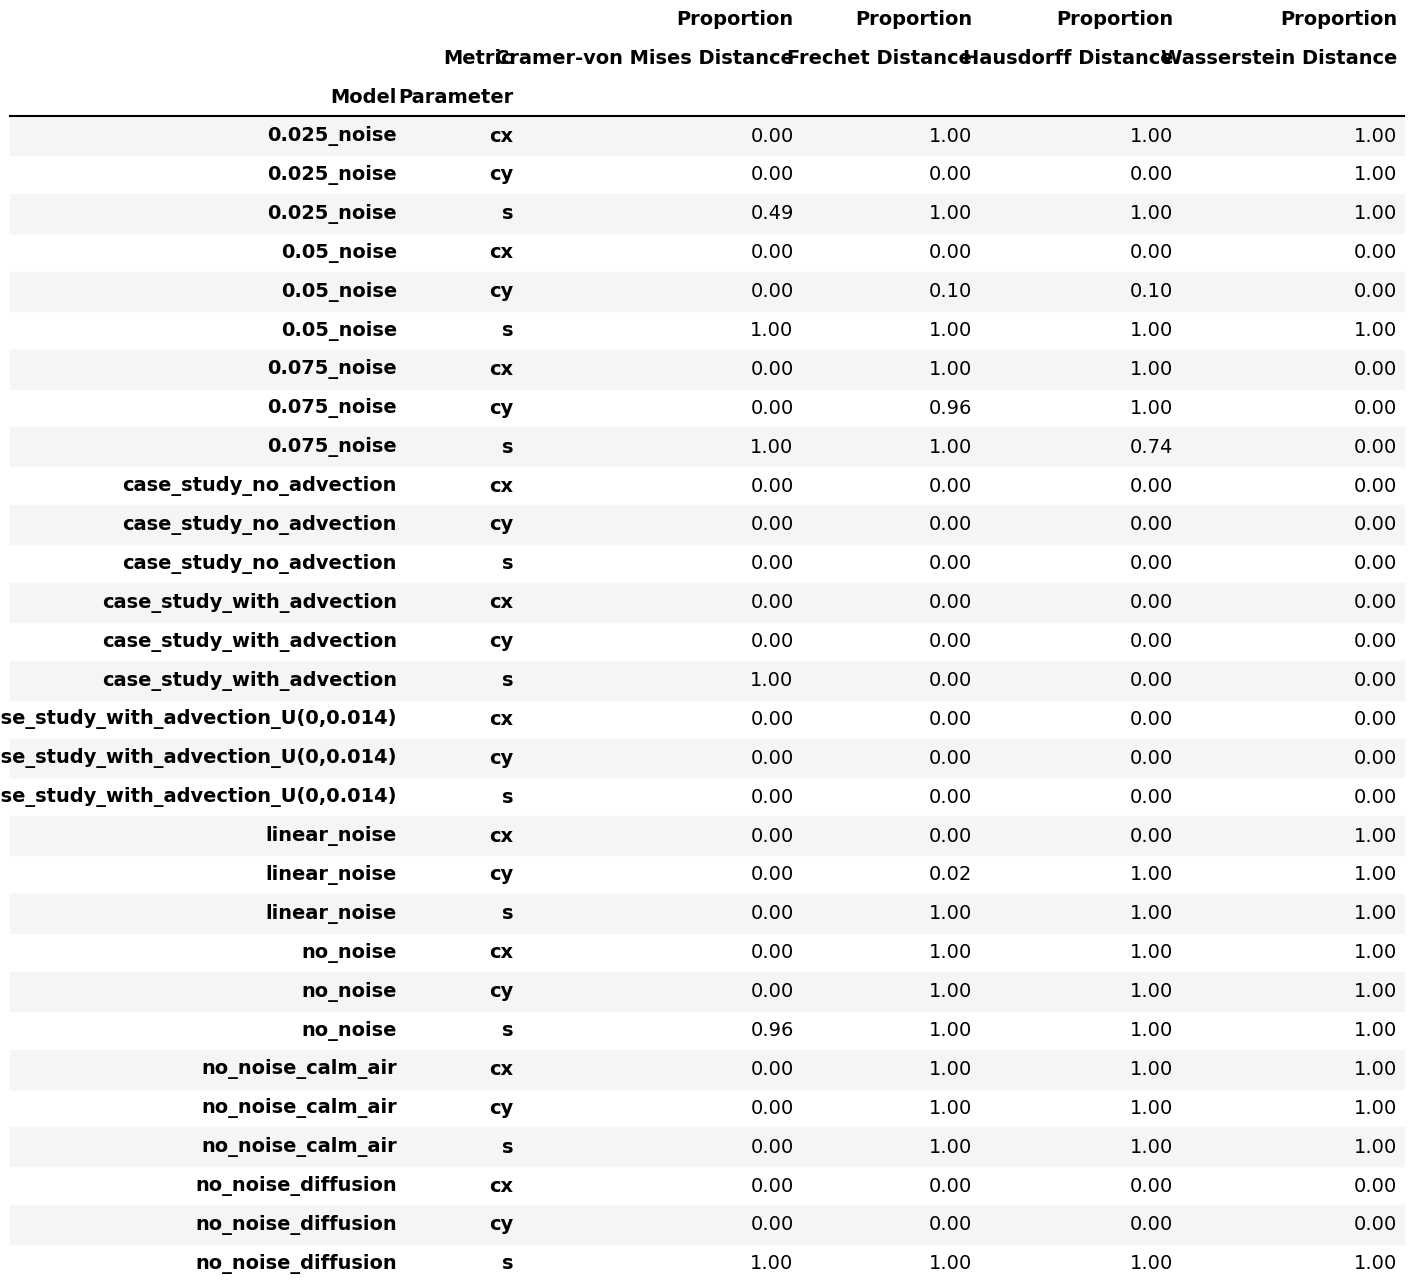 Proportion Proportion Proportion Proportion
Metric Cramer-von Mises Distance Frechet Distance Hausdorff Distance Wasserstein Distance
Model Parameter
0.025_noise cx 0.00 1.00 1.00 1.00
0.025_noise cy 0.00 0.00 0.00 1.00
0.025_noise s 0.49 1.00 1.00 1.00
0.05_noise cx 0.00 0.00 0.00 0.00
0.05_noise cy 0.00 0.10 0.10 0.00
0.05_noise s 1.00 1.00 1.00 1.00
0.075_noise cx 0.00 1.00 1.00 0.00
0.075_noise cy 0.00 0.96 1.00 0.00
0.075_noise s 1.00 1.00 0.74 0.00
case_study_no_advection cx 0.00 0.00 0.00 0.00
case_study_no_advection cy 0.00 0.00 0.00 0.00
case_study_no_advection s 0.00 0.00 0.00 0.00
case_study_with_advection cx 0.00 0.00 0.00 0.00
case_study_with_advection cy 0.00 0.00 0.00 0.00
case_study_with_advection s 1.00 0.00 0.00 0.00
se_study_with_advection_U(0,0.014) cx 0.00 0.00 0.00 0.00
se_study_with_advection_U(0,0.014) cy 0.00 0.00 0.00 0.00
se_study_with_advection_U(0,0.014) s 0.00 0.00 0.00 0.00
linear_noise cx 0.00 0.00 0.00 1.00
linear_noise cy 0.00 0.02 1.00 1.00
linear_noise s 0.00 1.00 1.00 1.00
no_noise cx 0.00 1.00 1.00 1.00
no_noise cy 0.00 1.00 1.00 1.00
no_noise s 0.96 1.00 1.00 1.00
no_noise_calm_air cx 0.00 1.00 1.00 1.00
no_noise_calm_air cy 0.00 1.00 1.00 1.00
no_noise_calm_air s 0.00 1.00 1.00 1.00
no_noise_diffusion cx 0.00 0.00 0.00 0.00
no_noise_diffusion cy 0.00 0.00 0.00 0.00
no_noise_diffusion s 1.00 1.00 1.00 1.00